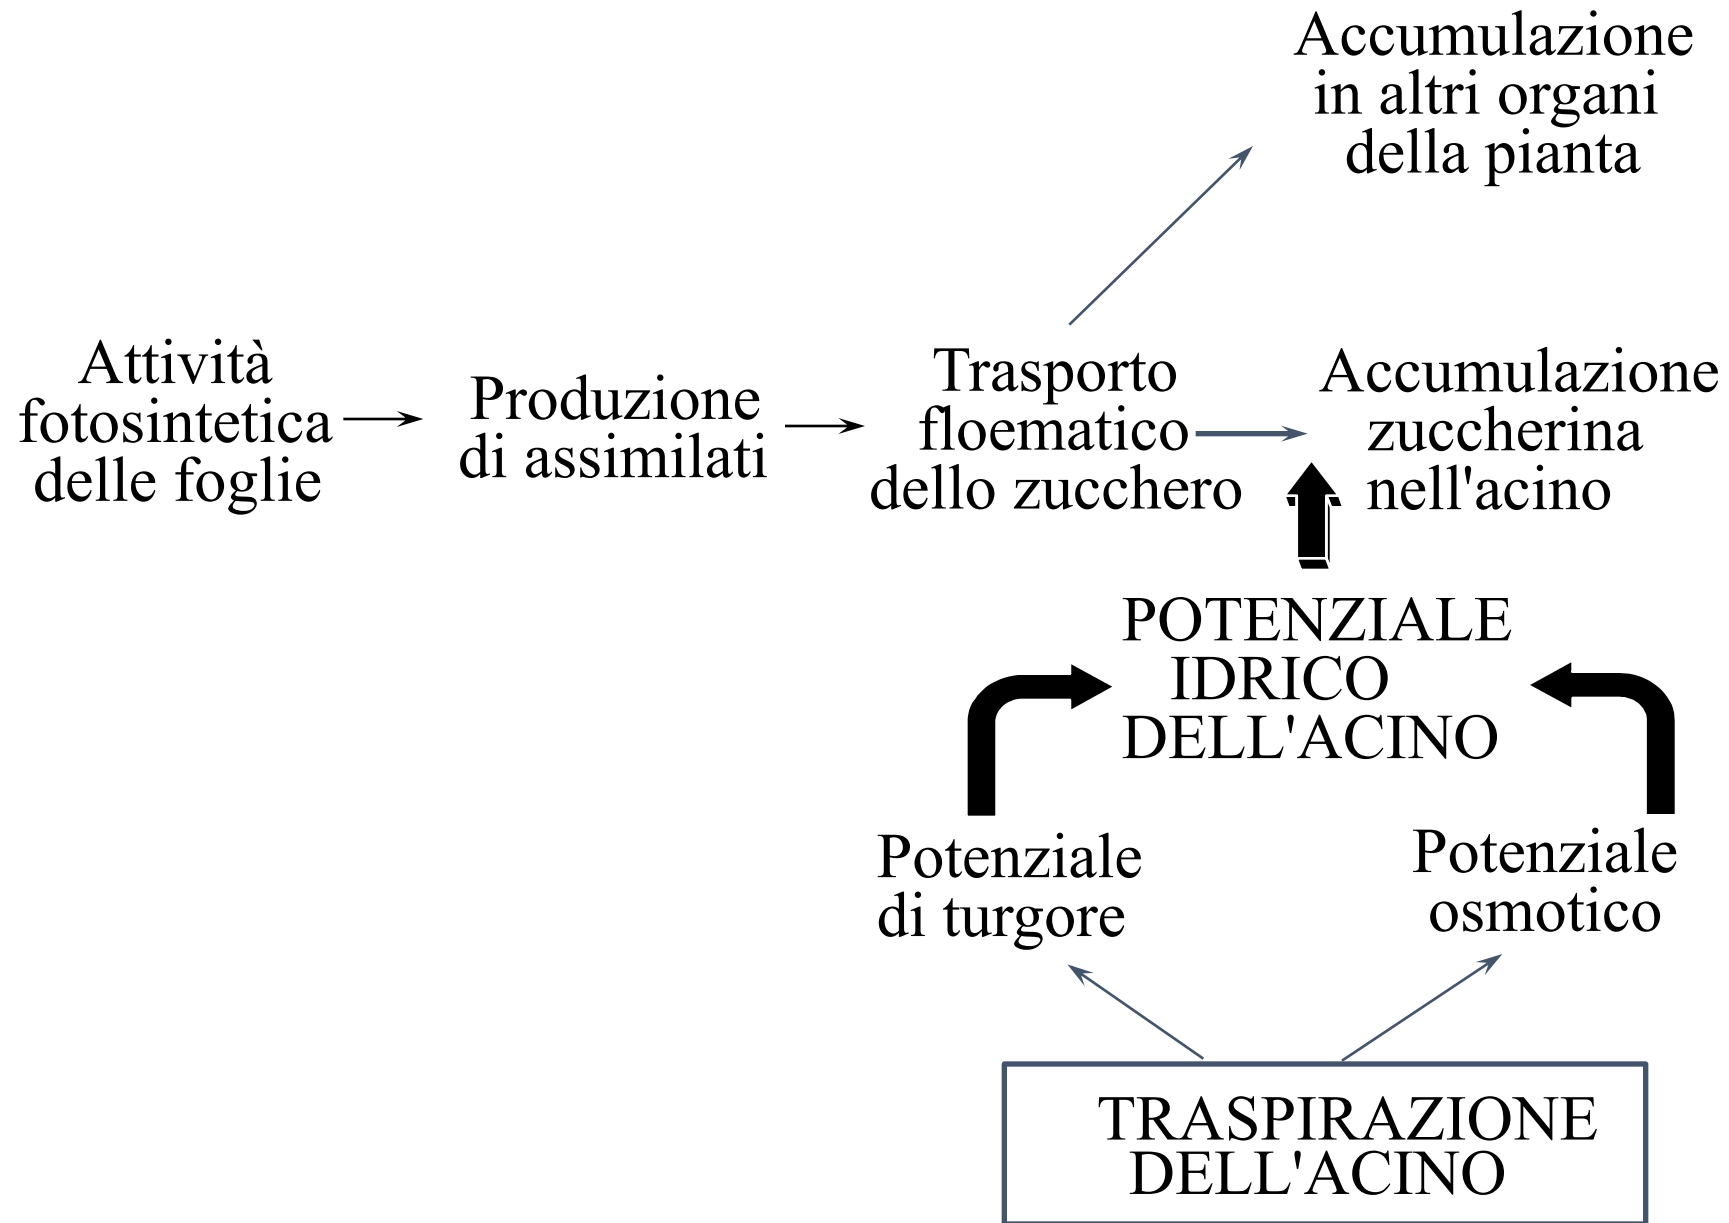 Accumulazione
in altri organi
della pianta
Attività
fotosintetica
delle foglie
Produzione
di assimilati
Trasporto
floematico
dello zucchero
Accumulazione
zuccherina
nell'acino
POTENZIALE
IDRICO
DELL'ACINO
Potenziale
di turgore
Potenziale
osmotico
TRASPIRAZIONE
DELL'ACINO